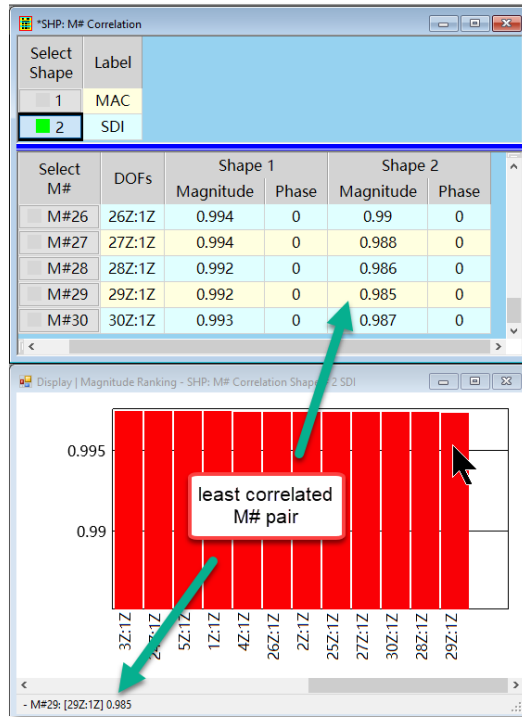 *SHP: M# Correlation
Select Shape Label
1 MAC
2 SDI
Select M# DOFs Shape 1 Shape 2
Magnitude Phase Magnitude Phase
M#26 26Z:1Z 0.994 0 0.99 0
M#27 27Z:1Z 0.994 0 0.988 0
M#28 28Z:1Z 0.992 0 0.986 0
M#29 29Z:1Z 0.992 0 0.985 0
M#30 30Z:1Z 0.993 0 0.987 0
Display | Magnitude Ranking - SHP: M# Correlation Shape 2 SDI
0.995
least correlated
M# pair
0.99
3Z:1Z
5Z:1Z
1Z:1Z
4Z:1Z
26Z:1Z
2Z:1Z
25Z:1Z
27Z:1Z
30Z:1Z
28Z:1Z
29Z:1Z
- M#29: [29Z:1Z] 0.985